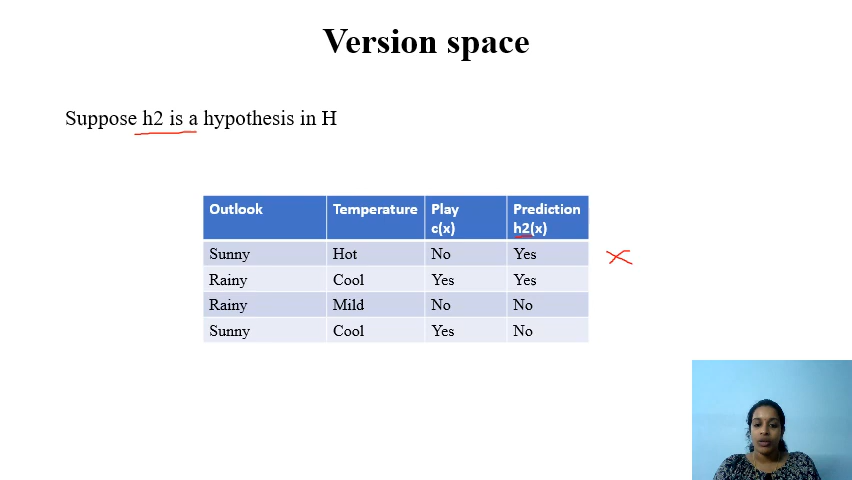 Version space
Suppose h2 is a hypothesis in H
Outlook Temperature Play c(x) Prediction h2(x)
Sunny Hot No Yes
Rainy Cool Yes Yes
Rainy Mild No No
Sunny Cool Yes No